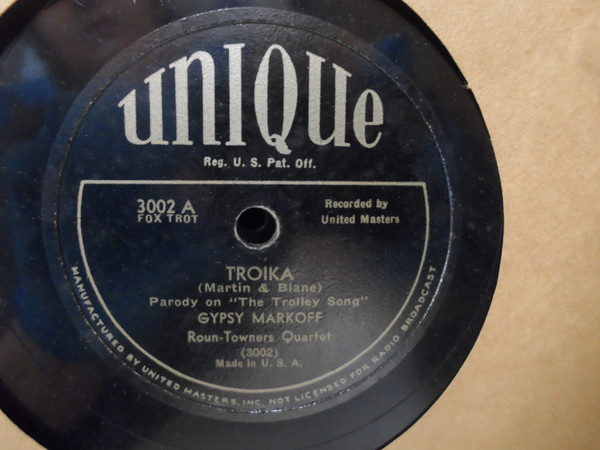 unIQUe
Reg. U. S. Pat. Off.
3002 A
FOX TROT
Recorded by
United Masters
TROIKA
(Martin & Blane)
Parody on "The Trolley Song"
GYPSY MARKOFF
Roun-Towners Quartet
(3002)
Made in U. S. A.
MANUFACTURED BY UNITED MASTERS, INC. NOT LICENSED FOR RADIO BROADCAST